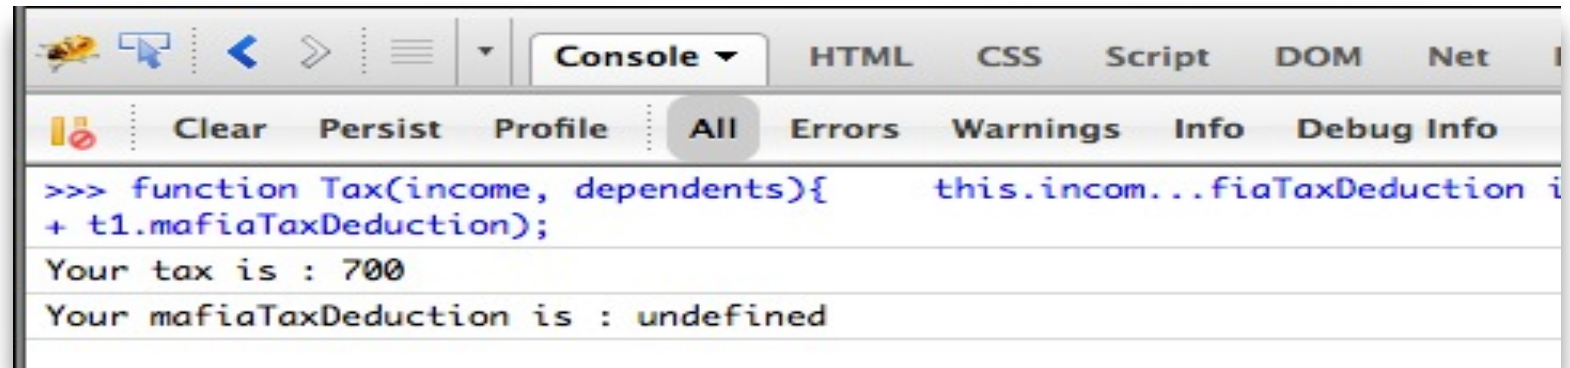 Console ▾ HTML CSS Script DOM Net
Clear Persist Profile All Errors Warnings Info Debug Info
>>> function Tax(income, dependents){ this.incom...fiaTaxDeduction i
+ t1.mafiaTaxDeduction);
Your tax is : 700
Your mafiaTaxDeduction is : undefined